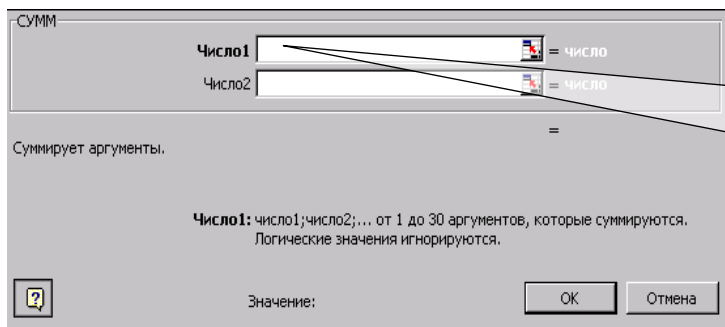 СУММ
Число1 = число
Число2 = число
=
Суммирует аргументы.
Число1: число1;число2;... от 1 до 30 аргументов, которые суммируются.
Логические значения игнорируются.
Значение:
OK
Отмена